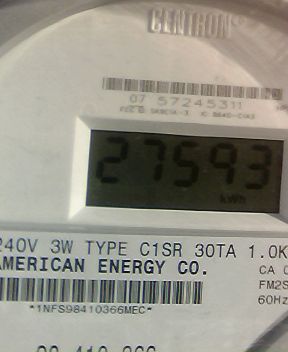 CENTRON
07 57245311
27593
kWh
240V 3W TYPE C1SR 30TA 1.0K
AMERICAN ENERGY CO.
CA
FM2S
60Hz
*1NFS98410366MEC*